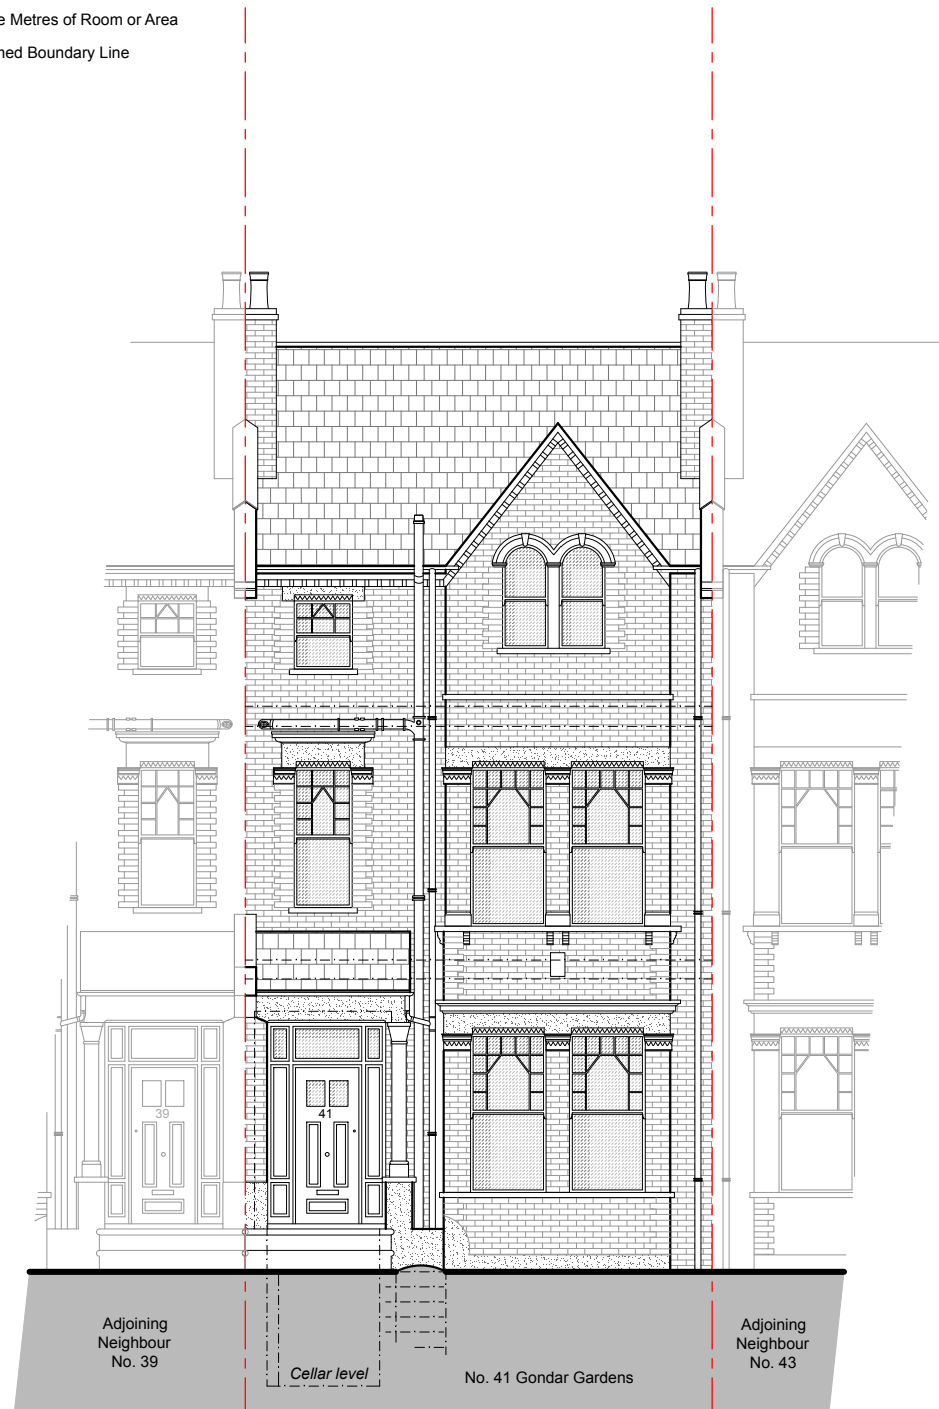 Metres of Room or Area
Boundary Line
39
41
Adjoining
Neighbour
No. 39
Cellar level
No. 41 Gondar Gardens
Adjoining
Neighbour
No. 43